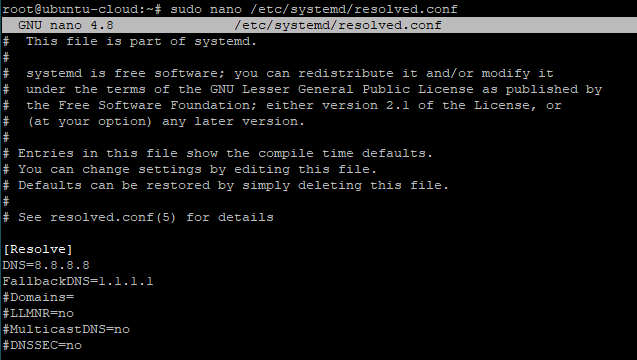 root@ubuntu-cloud:~# sudo nano /etc/systemd/resolved.conf
GNU nano 4.8 /etc/systemd/resolved.conf
# This file is part of systemd.
#
# systemd is free software; you can redistribute it and/or modify it
# under the terms of the GNU Lesser General Public License as published by
# the Free Software Foundation; either version 2.1 of the License, or
# (at your option) any later version.
#
# Entries in this file show the compile time defaults.
# You can change settings by editing this file.
# Defaults can be restored by simply deleting this file.
#
# See resolved.conf(5) for details
[Resolve]
DNS=8.8.8.8
FallbackDNS=1.1.1.1
#Domains=
#LLMNR=no
#MulticastDNS=no
#DNSSEC=no